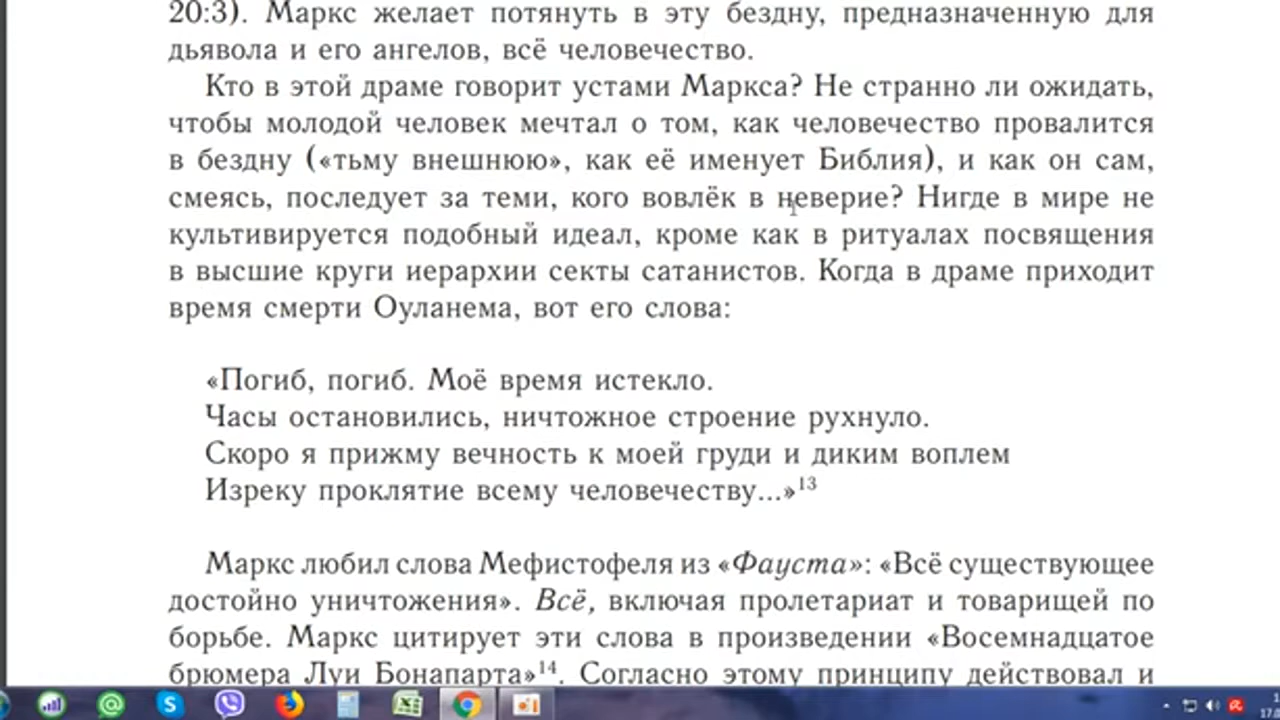 20:3). Маркс желает потянуть в эту бездну, предназначенную для
дьявола и его ангелов, всё человечество.
Кто в этой драме говорит устами Маркса? Не странно ли ожидать,
чтобы молодой человек мечтал о том, как человечество провалится
в бездну («тьму внешнюю», как её именует Библия), и как он сам,
смеясь, последует за теми, кого вовлёк в неверие? Нигде в мире не
культивируется подобный идеал, кроме как в ритуалах посвящения
в высшие круги иерархии секты сатанистов. Когда в драме приходит
время смерти Оуланема, вот его слова:
«Погиб, погиб. Моё время истекло.
Часы остановились, ничтожное строение рухнуло.
Скоро я прижму вечность к моей груди и диким воплем
Изреку проклятие всему человечеству...»13
Маркс любил слова Мефистофеля из «Фауста»: «Всё существующее
достойно уничтожения». Всё, включая пролетариат и товарищей по
борьбе. Маркс цитирует эти слова в произведении «Восемнадцатое
брюмера Луи Бонапарта»14. Согласно этому принципу действовал и